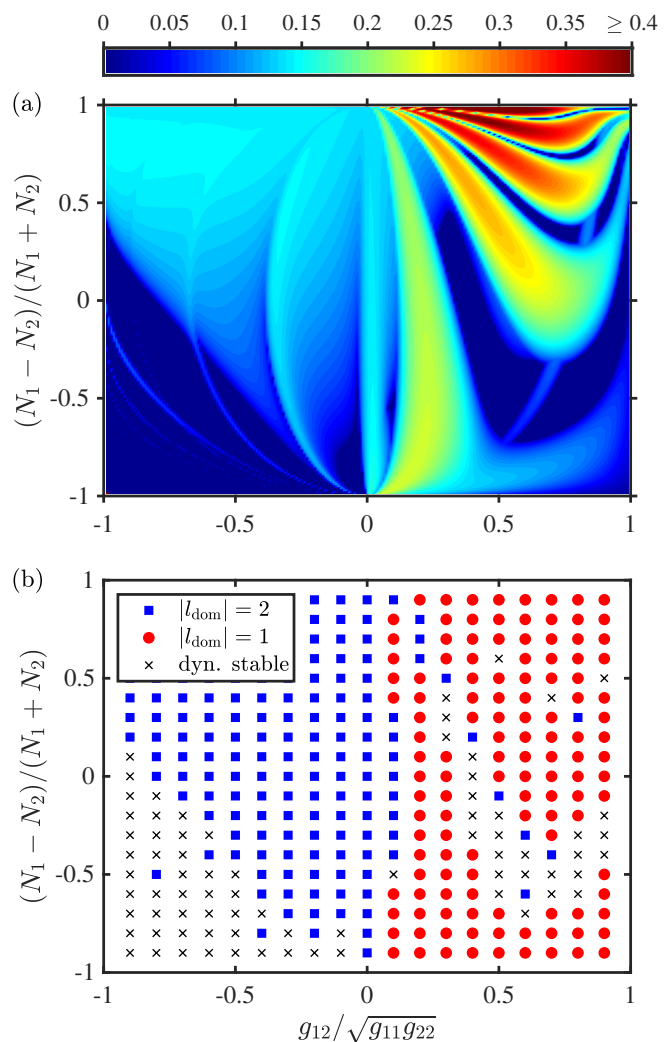 0 0.05 0.1 0.15 0.2 0.25 0.3 0.35 ≥ 0.4
(a)
1
0.5
0
-0.5
-1
(N₁ − N₂)/(N₁ + N₂)
-1 -0.5 0 0.5 1
(b)
1
0.5
0
-0.5
-1
(N₁ − N₂)/(N₁ + N₂)
|l_dom| = 2
|l_dom| = 1
dyn. stable
-1 -0.5 0 0.5 1
g₁₂/√g₁₁g₂₂